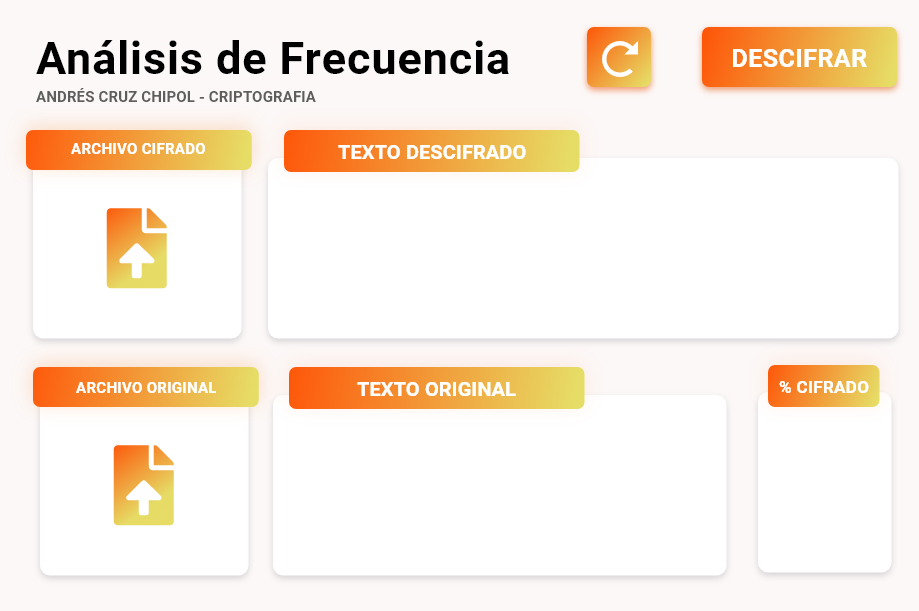 Análisis de Frecuencia
ANDRÉS CRUZ CHIPOL - CRIPTOGRAFIA
DESCIFRAR
ARCHIVO CIFRADO
TEXTO DESCIFRADO
ARCHIVO ORIGINAL
TEXTO ORIGINAL
% CIFRADO